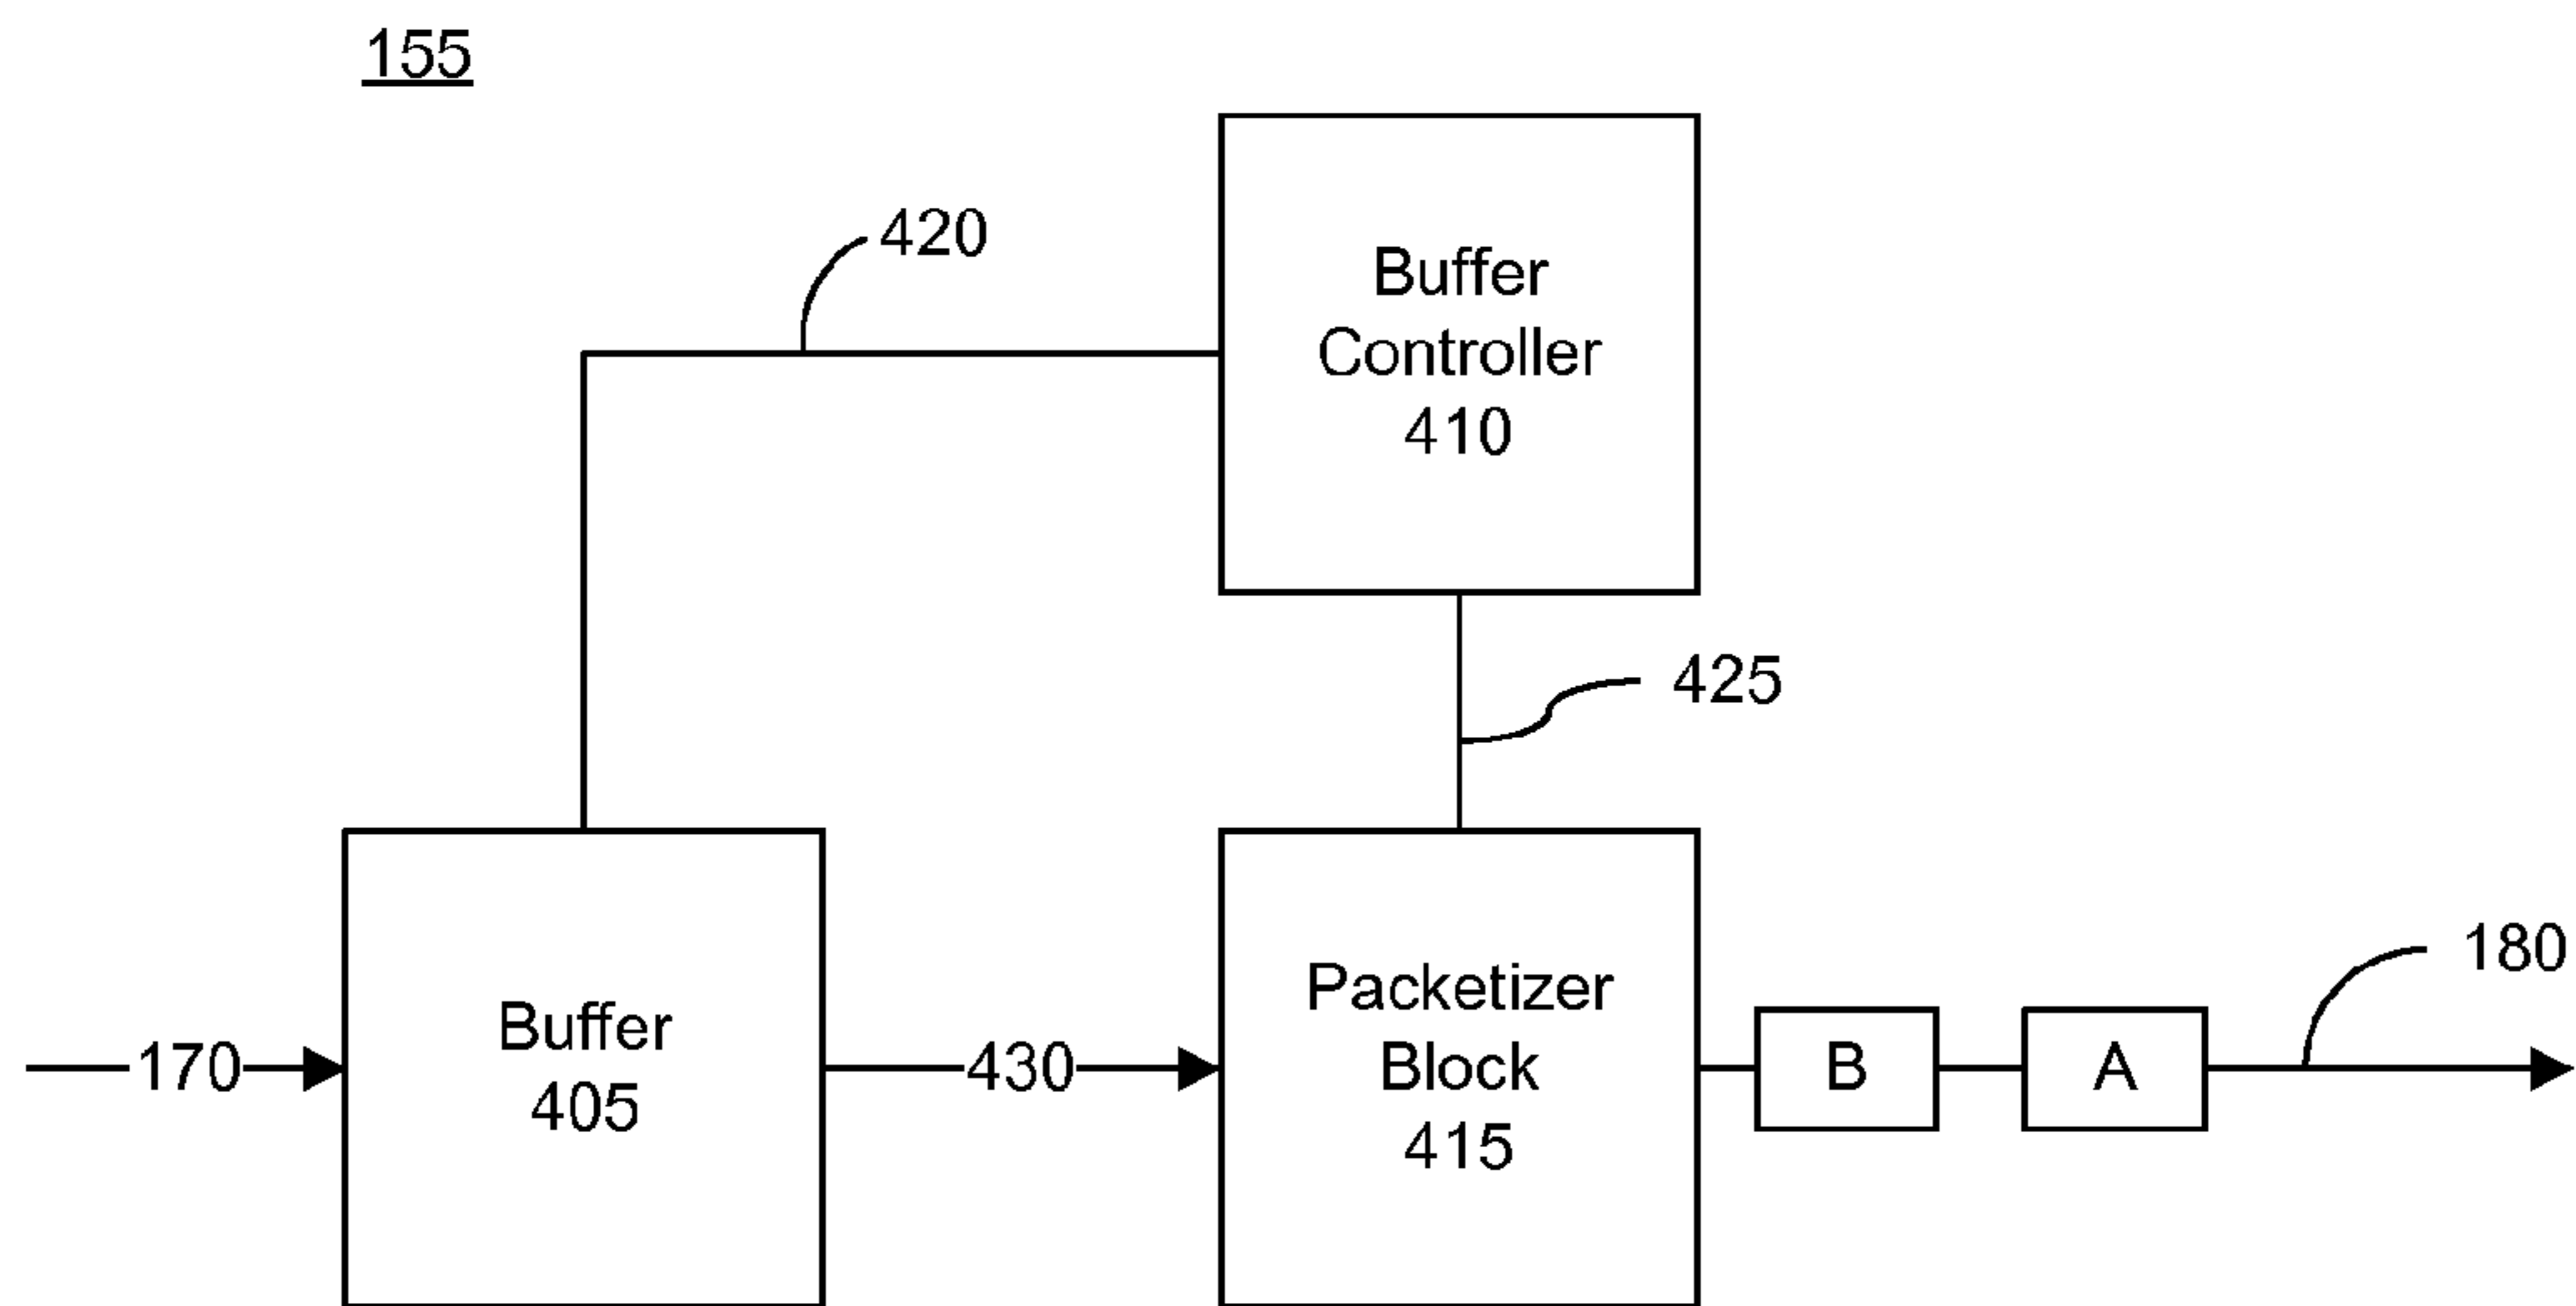 155
420
Buffer
Controller
410
425
170
Buffer
405
430
Packetizer
Block
415
B
A
180